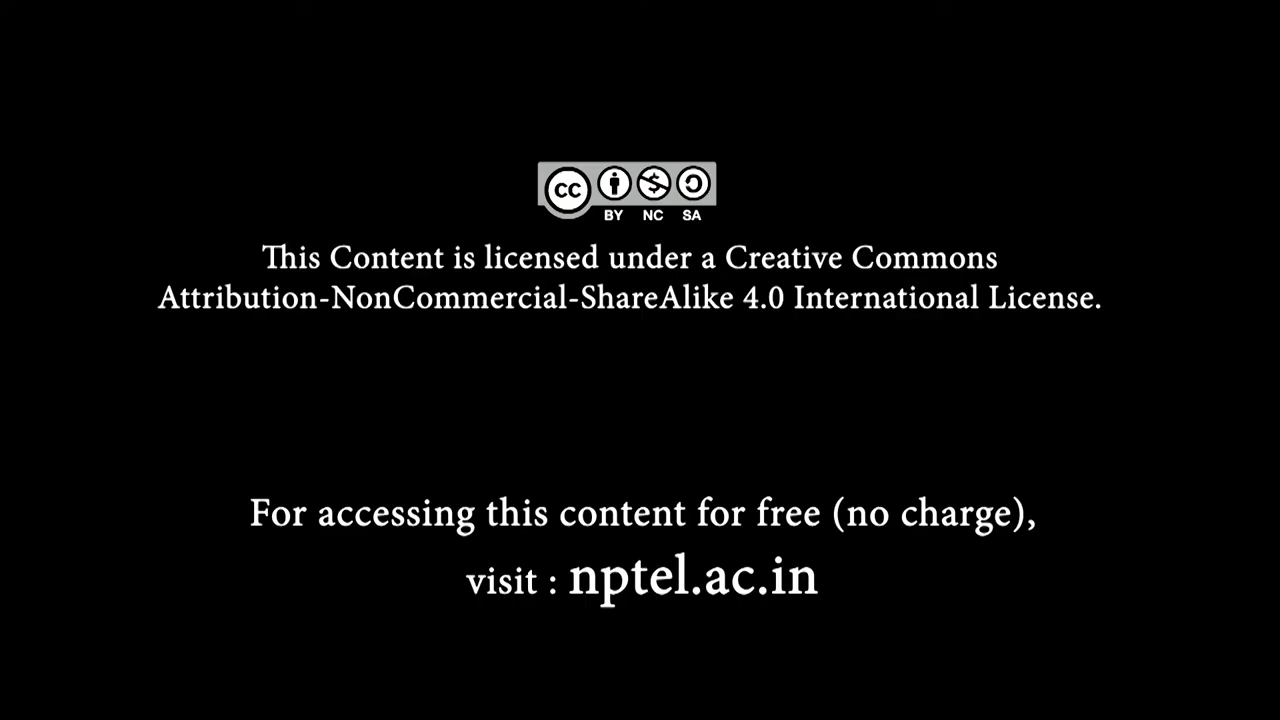 cc
BY NC SA
This Content is licensed under a Creative Commons
Attribution-NonCommercial-ShareAlike 4.0 International License.
For accessing this content for free (no charge),
visit : nptel.ac.in